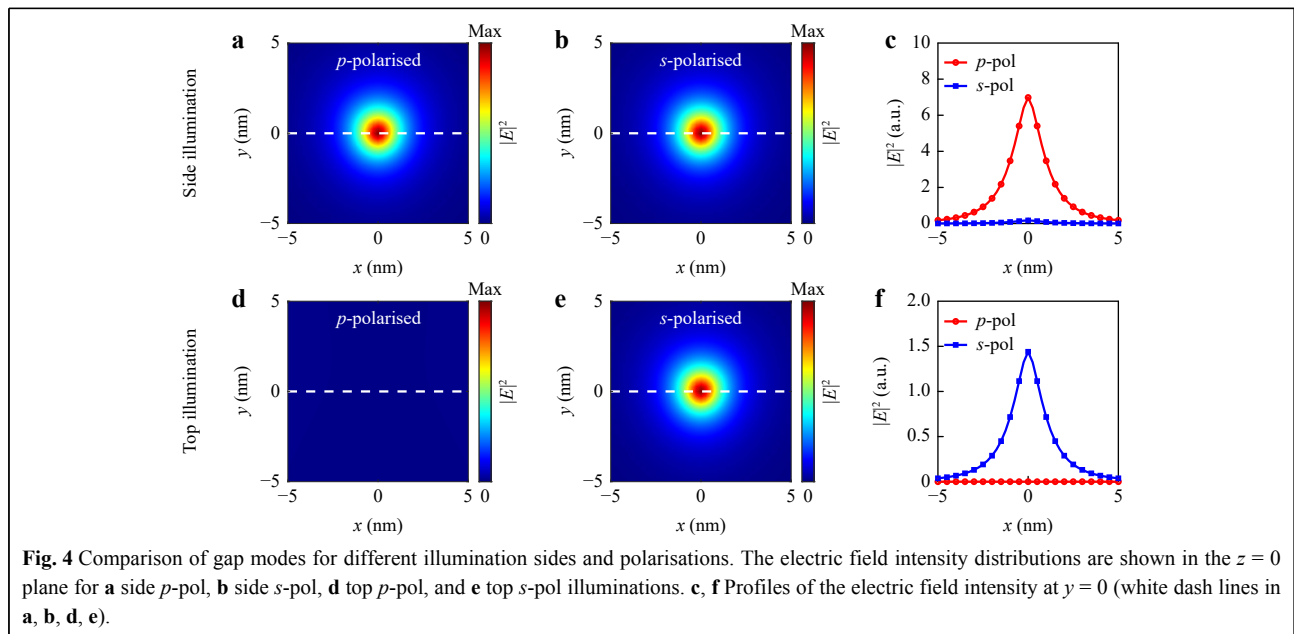 Side illumination
a
Max
5
p-polarised
y (nm)
0
−5
−5 0 5
x (nm)
|E|²
0
b
Max
5
s-polarised
y (nm)
0
−5
−5 0 5
x (nm)
|E|²
0
c
10
8
6
4
2
0
p-pol
s-pol
|E|² (a.u.)
−5 0 5
x (nm)
Top illumination
d
Max
5
p-polarised
y (nm)
0
−5
−5 0 5
x (nm)
|E|²
0
e
Max
5
s-polarised
y (nm)
0
−5
−5 0 5
x (nm)
|E|²
0
f
2.0
1.5
1.0
0.5
0
p-pol
s-pol
|E|² (a.u.)
−5 0 5
x (nm)
Fig. 4 Comparison of gap modes for different illumination sides and polarisations. The electric field intensity distributions are shown in the z = 0
plane for a side p-pol, b side s-pol, d top p-pol, and e top s-pol illuminations. c, f Profiles of the electric field intensity at y = 0 (white dash lines in
a, b, d, e).